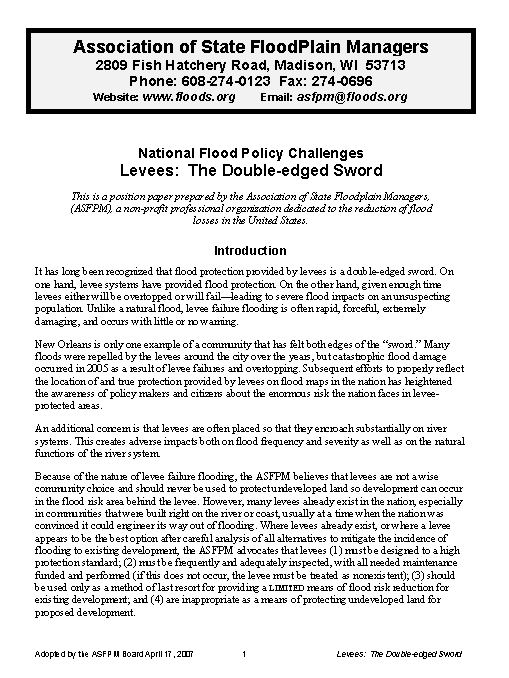 Association of State FloodPlain Managers
2809 Fish Hatchery Road, Madison, WI 53713
Phone: 608-274-0123 Fax: 274-0696
Website: www.floods.org Email: asfpm@floods.org
National Flood Policy Challenges
Levees: The Double-edged Sword
This is a position paper prepared by the Association of State Floodplain Managers,
(ASFPM), a non-profit professional organization dedicated to the reduction of flood
losses in the United States.
Introduction
It has long been recognized that flood protection provided by levees is a double-edged sword. On
one hand, levee systems have provided flood protection. On the other hand, given enough time
levees either will be overtopped or will fail—leading to severe flood impacts on an unsuspecting
population. Unlike a natural flood, levee failure flooding is often rapid, forceful, extremely
damaging, and occurs with little or no warning.
New Orleans is only one example of a community that has felt both edges of the “sword.” Many
floods were repelled by the levees around the city over the years, but catastrophic flood damage
occurred in 2005 as a result of levee failures and overtopping. Subsequent efforts to properly reflect
the location of and true protection provided by levees on flood maps in the nation has heightened
the awareness of policy makers and citizens about the enormous risk the nation faces in levee-
protected areas.
An additional concern is that levees are often placed so that they encroach substantially on river
systems. This creates adverse impacts both on flood frequency and severity as well as on the natural
functions of the river system.
Because of the nature of levee failure flooding, the ASFPM believes that levees are not a wise
community choice and should never be used to protect undeveloped land so development can occur
in the flood risk area behind the levee. However, many levees already exist in the nation, especially
in communities that were built right on the river or coast, usually at a time when the nation was
convinced it could engineer its way out of flooding. Where levees already exist, or where a levee
appears to be the best option after careful analysis of all alternatives to mitigate the incidence of
flooding to existing development, the ASFPM advocates that levees (1) must be designed to a high
protection standard; (2) must be frequently and adequately inspected, with all needed maintenance
funded and performed (if this does not occur, the levee must be treated as nonexistent); (3) should
be used only as a method of last resort for providing a LIMITED means of flood risk reduction for
existing development; and (4) are inappropriate as a means of protecting undeveloped land for
proposed development.
Adopted by the ASFPM Board April 17, 2007 1 Levees: The Double-edged Sword